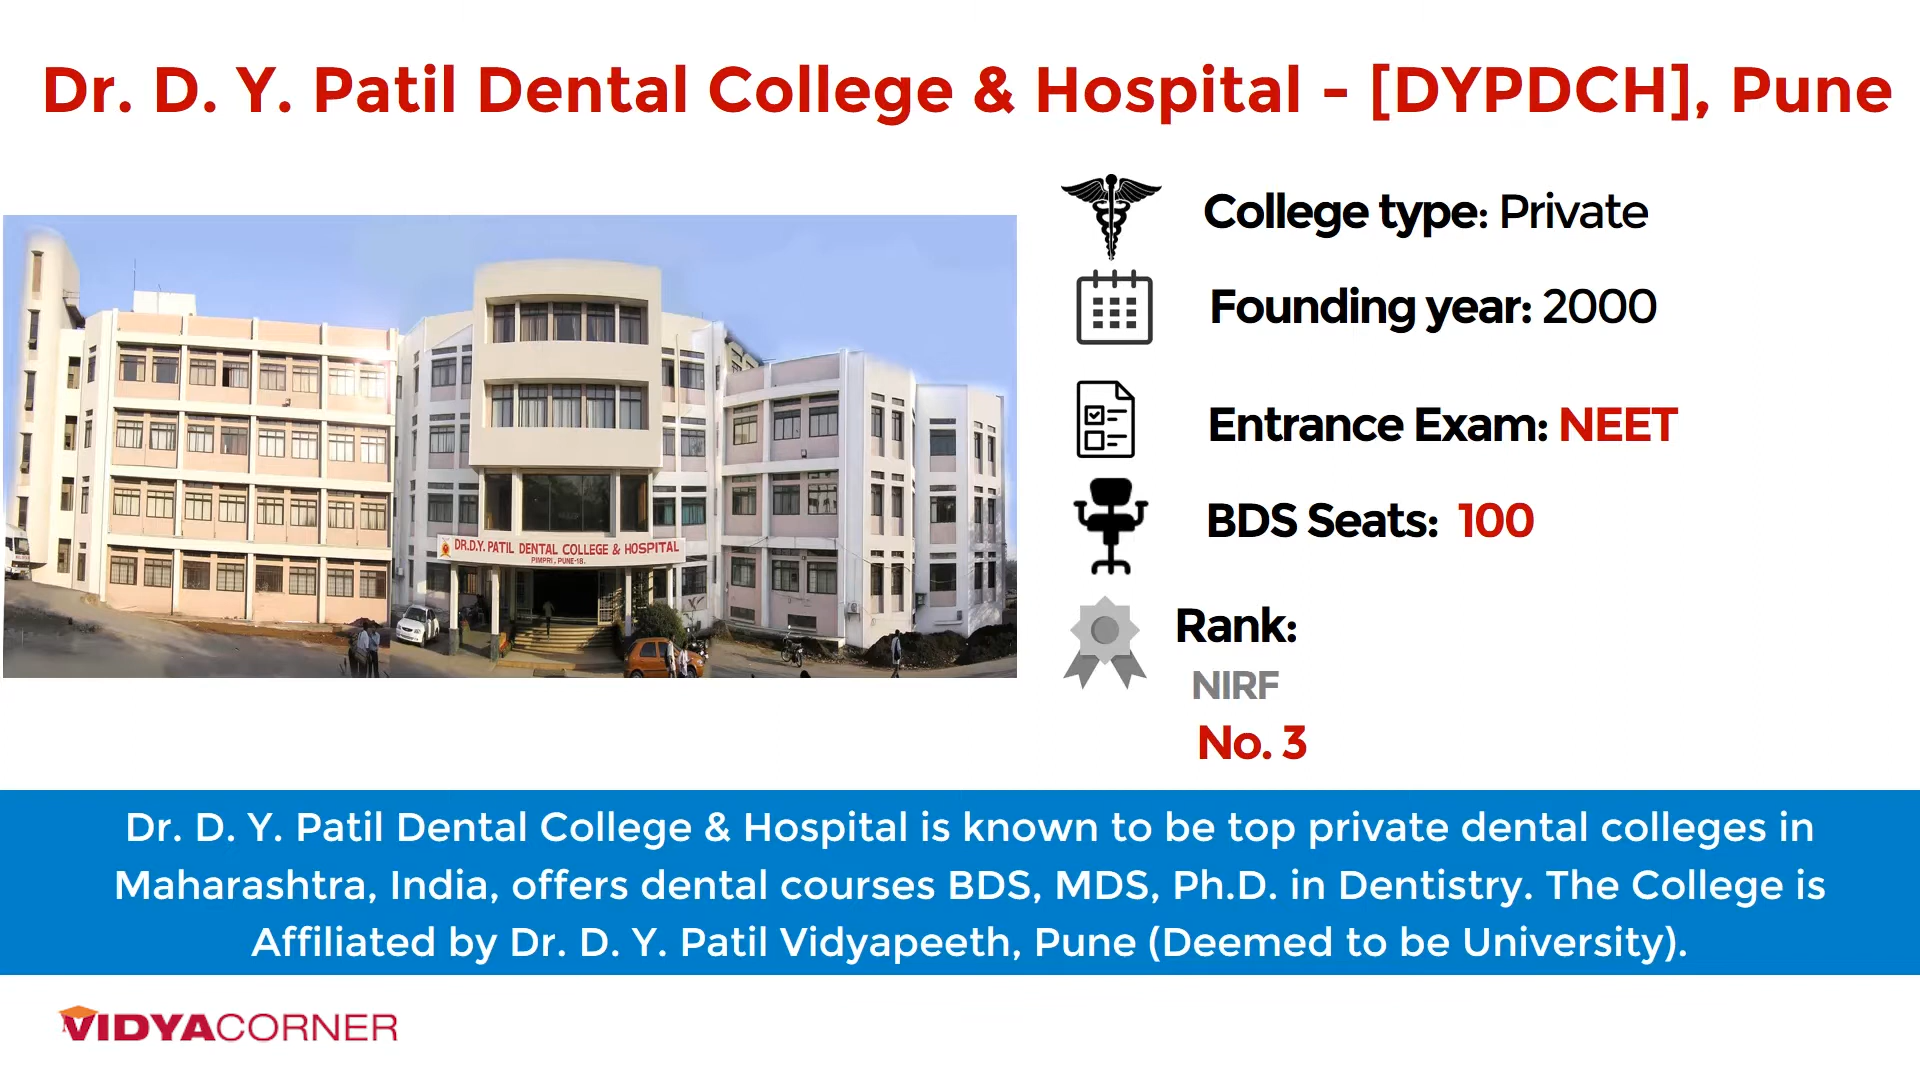 Dr. D. Y. Patil Dental College & Hospital - [DYPDCH], Pune
College type: Private
Founding year: 2000
Entrance Exam: NEET
BDS Seats: 100
Rank:
NIRF
No. 3
DR.D.Y. PATIL DENTAL COLLEGE & HOSPITAL
PIMPRI, PUNE-18.
Dr. D. Y. Patil Dental College & Hospital is known to be top private dental colleges in
Maharashtra, India, offers dental courses BDS, MDS, Ph.D. in Dentistry. The College is
Affiliated by Dr. D. Y. Patil Vidyapeeth, Pune (Deemed to be University).
VIDYACORNER